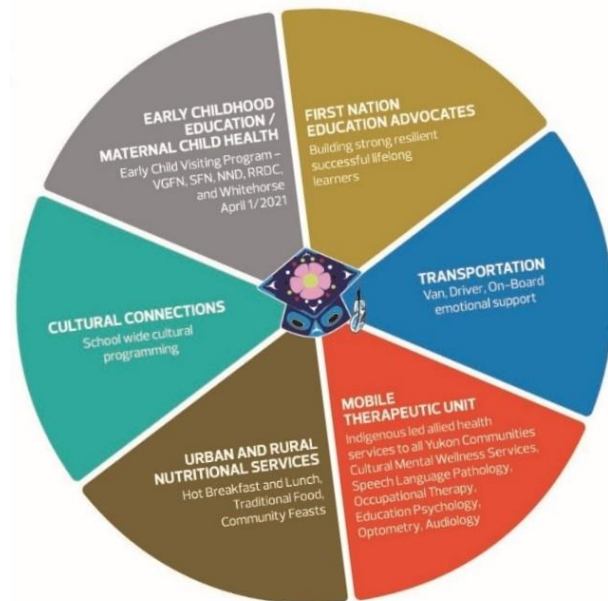 EARLY CHILDHOOD
EDUCATION /
MATERNAL CHILD HEALTH
Early Child Visiting Program –
VGFN, SFN, NND, RRDC,
and Whitehorse
April 1/2021
FIRST NATION
EDUCATION ADVOCATES
Building strong resilient
successful lifelong
learners
TRANSPORTATION
Van, Driver, On-Board
emotional support
MOBILE
THERAPEUTIC UNIT
Indigenous led allied health
services to all Yukon Communities
Cultural Mental Wellness Services,
Speech Language Pathology,
Occupational Therapy,
Education Psychology,
Optometry, Audiology
URBAN AND RURAL
NUTRITIONAL SERVICES
Hot Breakfast and Lunch,
Traditional Food,
Community Feasts
CULTURAL CONNECTIONS
School wide cultural
programming